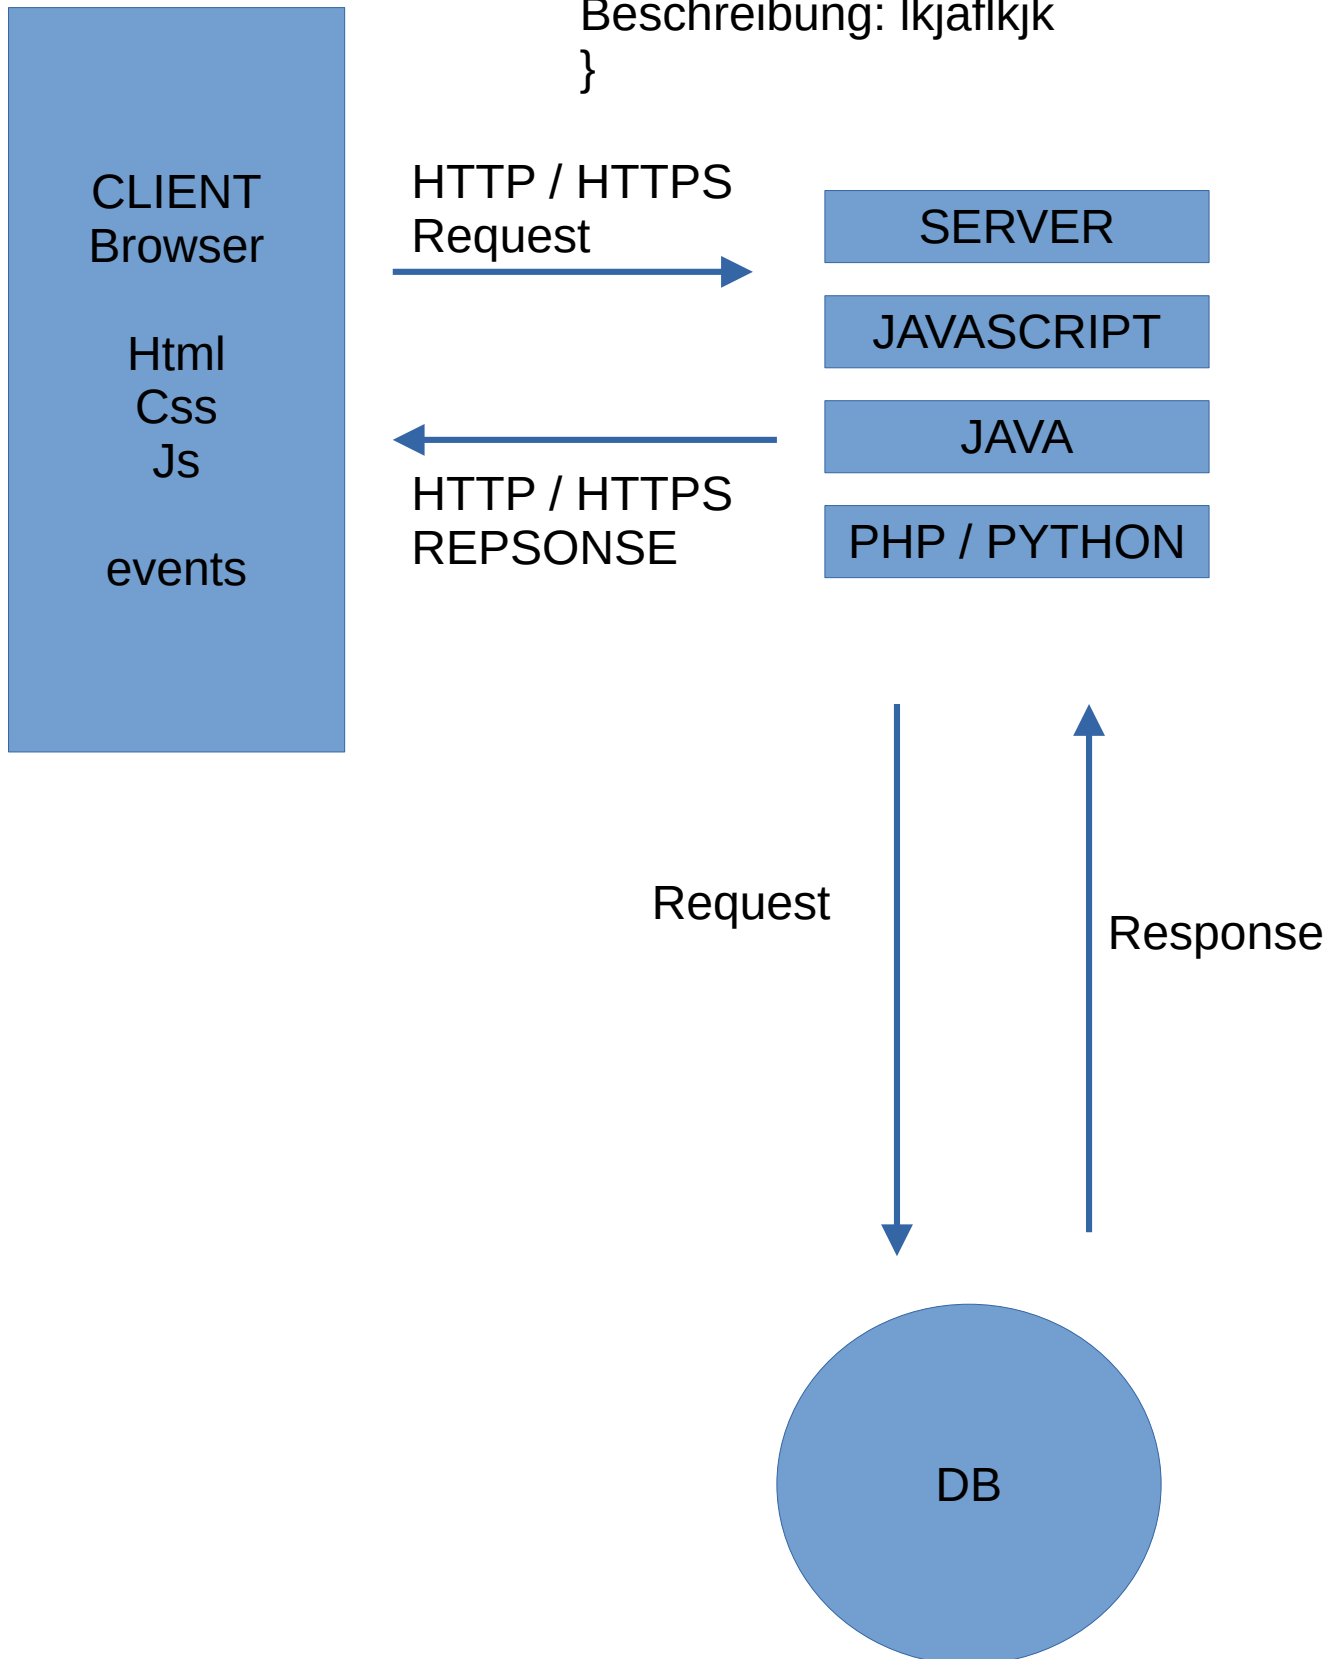 Beschreibung: lkjaflkjk
}
CLIENT
Browser
Html
Css
Js
events
HTTP / HTTPS
Request
HTTP / HTTPS
REPSONSE
SERVER
JAVASCRIPT
JAVA
PHP / PYTHON
Request
Response
DB